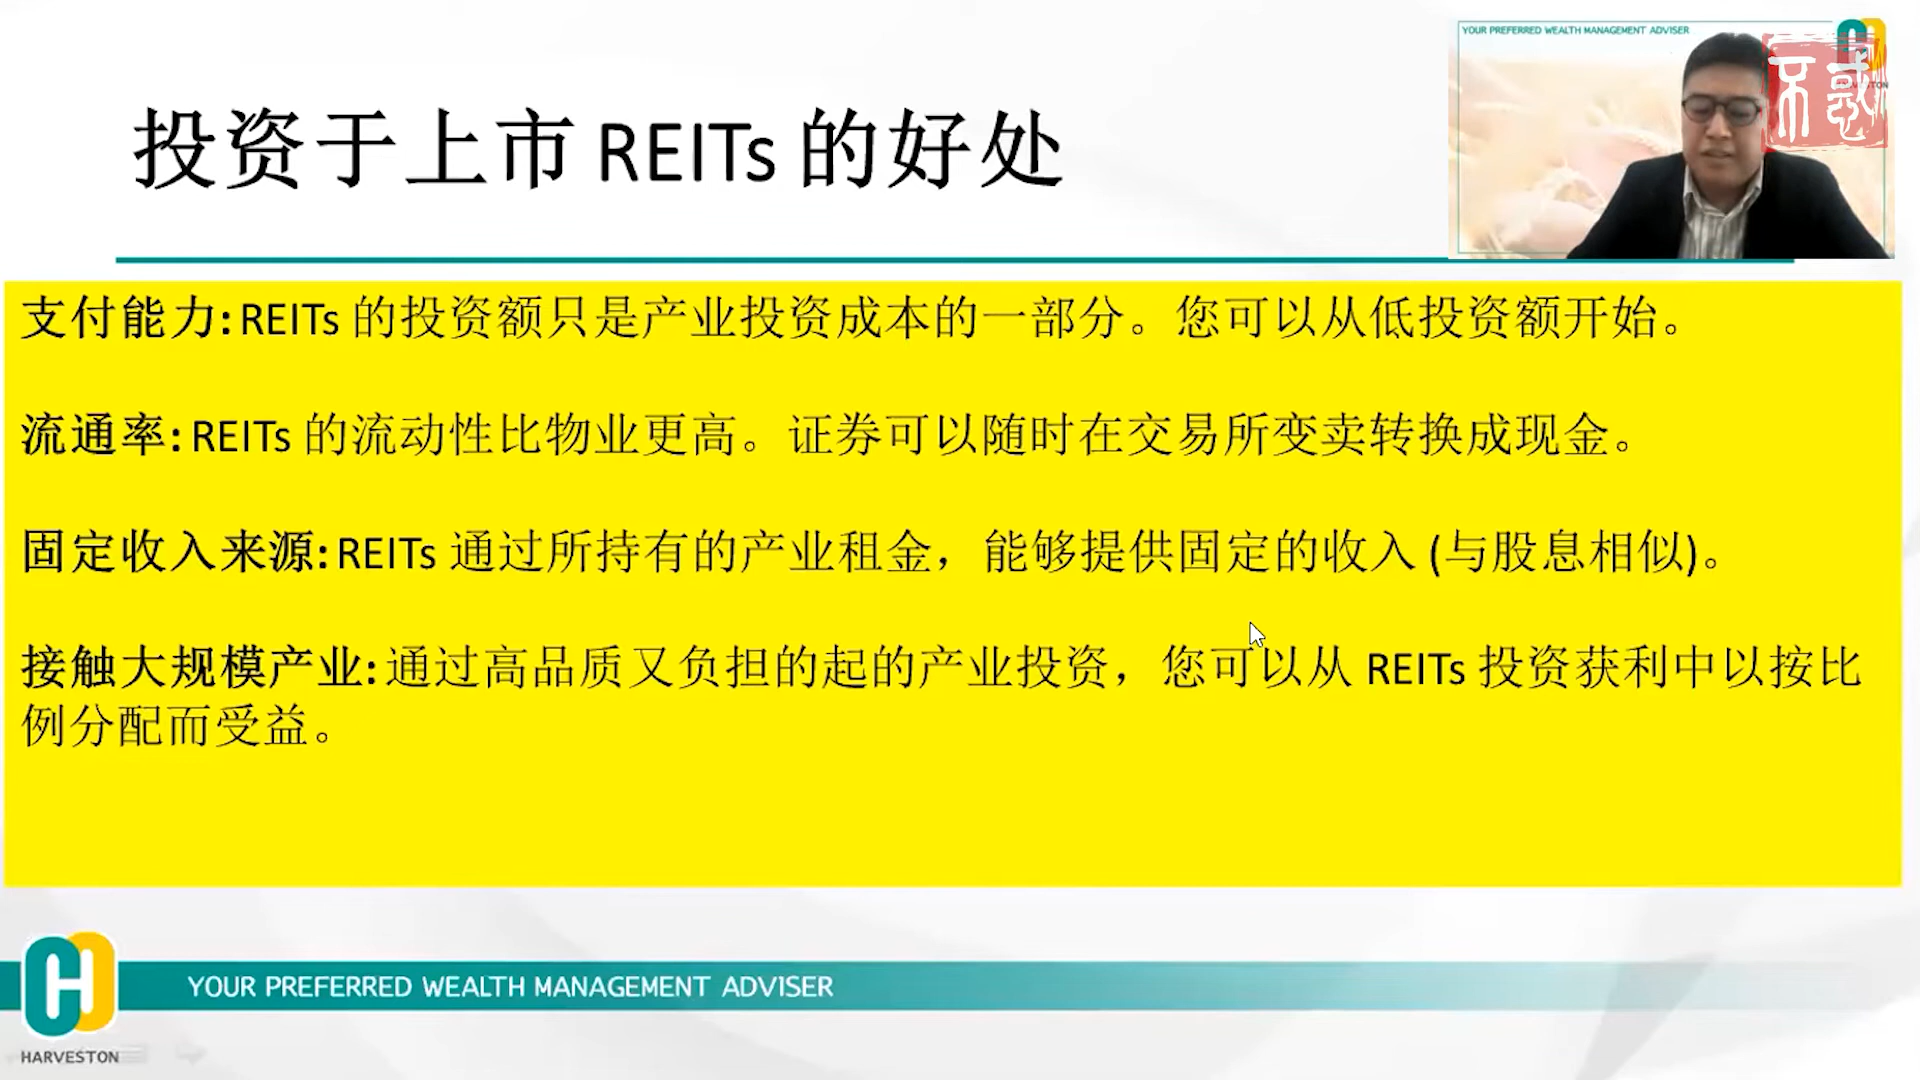 YOUR PREFERRED WEALTH MANAGEMENT ADVISER
不惑
投资于上市 REITs 的好处
支付能力: REITs 的投资额只是产业投资成本的一部分。您可以从低投资额开始。
流通率: REITs 的流动性比物业更高。证券可以随时在交易所变卖转换成现金。
固定收入来源: REITs 通过所持有的产业租金，能够提供固定的收入 (与股息相似)。
接触大规模产业: 通过高品质又负担的起的产业投资，您可以从 REITs 投资获利中以按比
例分配而受益。
YOUR PREFERRED WEALTH MANAGEMENT ADVISER
HARVESTON